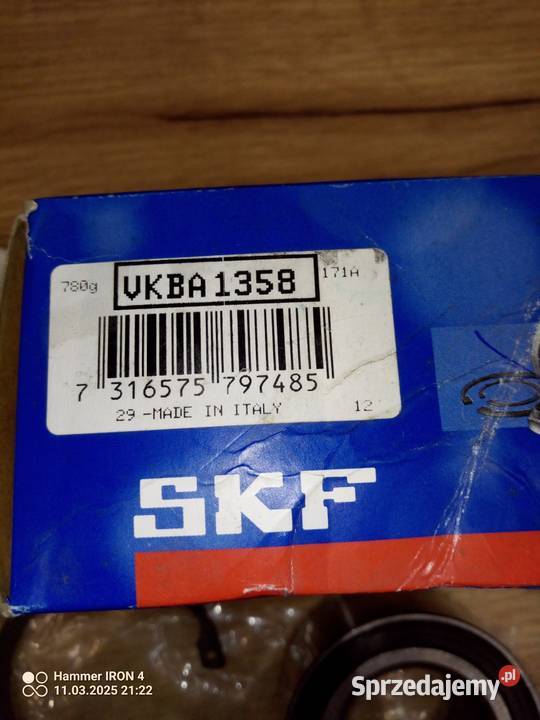 780g VKBA1358 171A
7 316575 797485
29 -MADE IN ITALY 12
SKF
Hammer IRON 4
11.03.2025 21:22
Sprzedajemy.pl